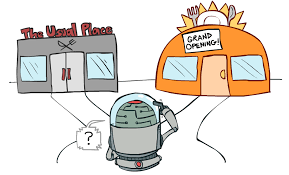 The Usual Place
GRAND
OPENING!
?